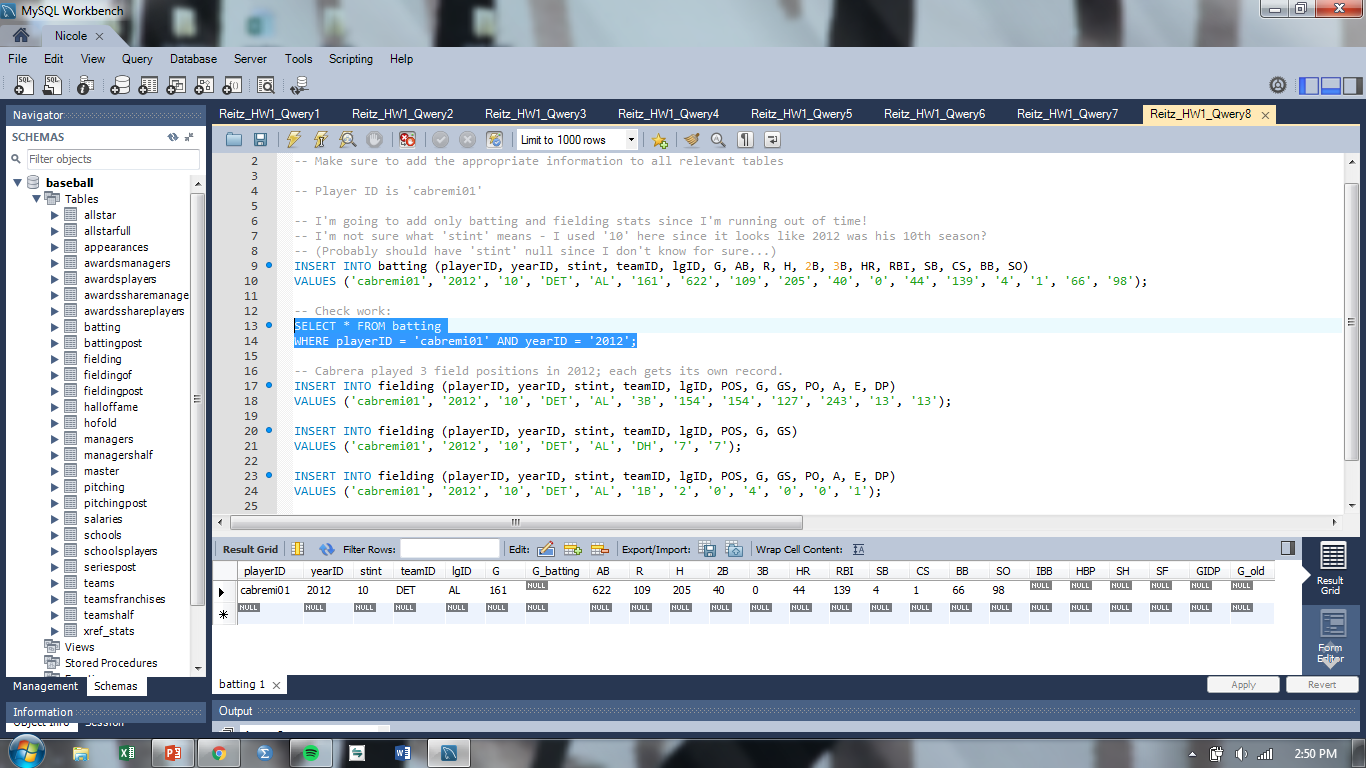 MySQL Workbench
Nicole
File Edit View Query Database Server Tools Scripting Help
Navigator
SCHEMAS
Filter objects
baseball
Tables
allstar
allstarfull
appearances
awardsmanagers
awardsplayers
awardssharemanage
awardsshareplayers
batting
battingpost
fielding
fieldingof
fieldingpost
halloffame
hofold
managers
managershalf
master
pitching
pitchingpost
salaries
schools
schoolsplayers
seriespost
teams
teamsfranchises
teamshalf
xref_stats
Views
Stored Procedures
Management Schemas
Information
Object Info Session
Reitz_HW1_Qwery1 Reitz_HW1_Qwery2 Reitz_HW1_Qwery3 Reitz_HW1_Qwery4 Reitz_HW1_Qwery5 Reitz_HW1_Qwery6 Reitz_HW1_Qwery7 Reitz_HW1_Qwery8
Limit to 1000 rows
2 -- Make sure to add the appropriate information to all relevant tables
3
4 -- Player ID is 'cabremi01'
5
6 -- I'm going to add only batting and fielding stats since I'm running out of time!
7 -- I'm not sure what 'stint' means - I used '10' here since it looks like 2012 was his 10th season?
8 -- (Probably should have 'stint' null since I don't know for sure...)
9 INSERT INTO batting (playerID, yearID, stint, teamID, lgID, G, AB, R, H, 2B, 3B, HR, RBI, SB, CS, BB, SO)
10 VALUES ('cabremi01', '2012', '10', 'DET', 'AL', '161', '622', '109', '205', '40', '0', '44', '139', '4', '1', '66', '98');
11
12 -- Check work:
13 SELECT * FROM batting
14 WHERE playerID = 'cabremi01' AND yearID = '2012';
15
16 -- Cabrera played 3 field positions in 2012; each gets its own record.
17 INSERT INTO fielding (playerID, yearID, stint, teamID, lgID, POS, G, GS, PO, A, E, DP)
18 VALUES ('cabremi01', '2012', '10', 'DET', 'AL', '3B', '154', '154', '127', '243', '13', '13');
19
20 INSERT INTO fielding (playerID, yearID, stint, teamID, lgID, POS, G, GS)
21 VALUES ('cabremi01', '2012', '10', 'DET', 'AL', 'DH', '7', '7');
22
23 INSERT INTO fielding (playerID, yearID, stint, teamID, lgID, POS, G, GS, PO, A, E, DP)
24 VALUES ('cabremi01', '2012', '10', 'DET', 'AL', '1B', '2', '0', '4', '0', '0', '1');
25
Result Grid Filter Rows: Edit: Export/Import: Wrap Cell Content:
playerID yearID stint teamID lgID G G_batting AB R H 2B 3B HR RBI SB CS BB SO IBB HBP SH SF GIDP G_old
cabremi01 2012 10 DET AL 161 NULL 622 109 205 40 0 44 139 4 1 66 98 NULL NULL NULL NULL NULL NULL
NULL NULL NULL NULL NULL NULL NULL NULL NULL NULL NULL NULL NULL NULL NULL NULL NULL NULL NULL NULL NULL NULL NULL NULL
Result
Grid
Form
Editor
batting 1
Apply Revert
Output
2:50 PM